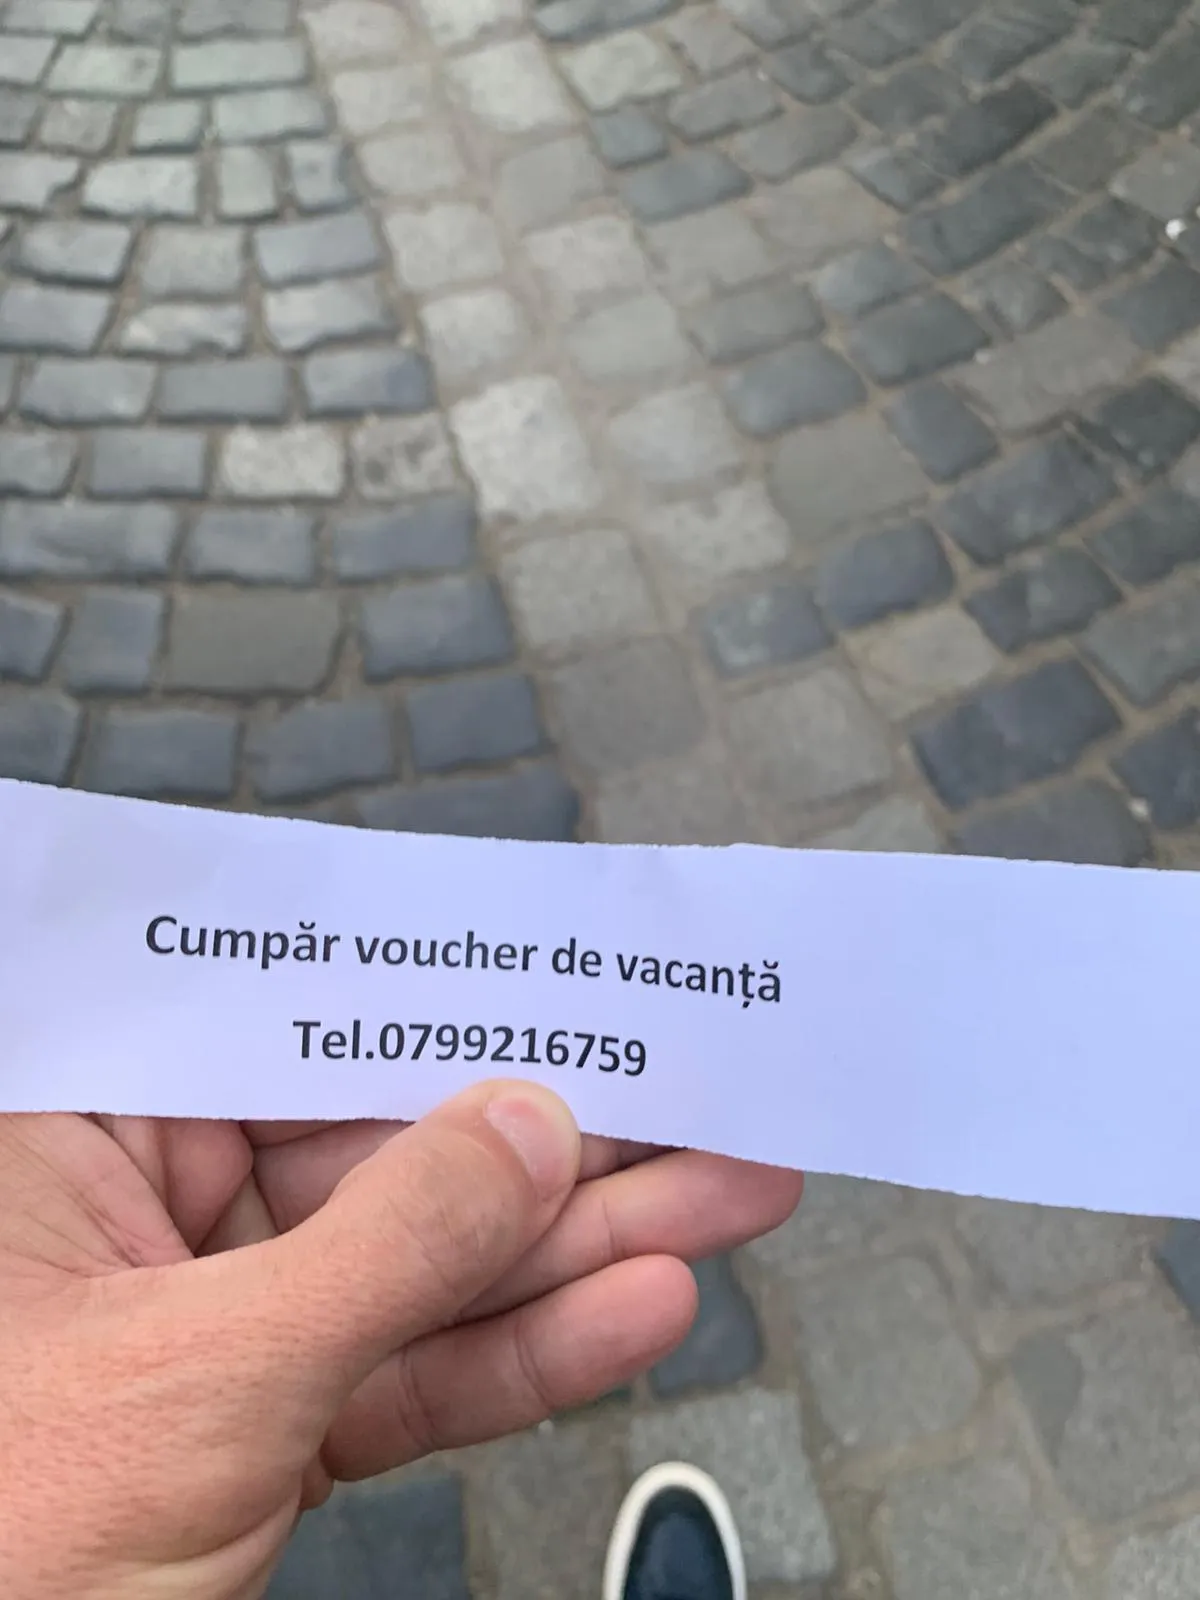 Cumpăr voucher de vacanță
Tel.0799216759